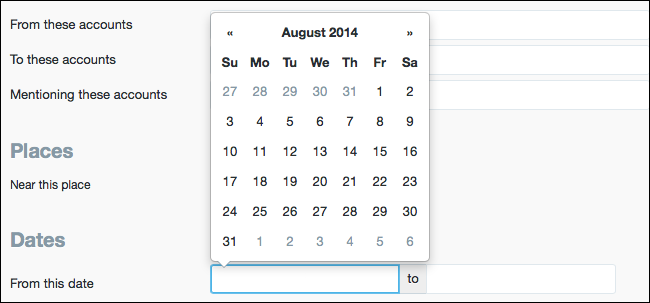 From these accounts
To these accounts
Mentioning these accounts
Places
Near this place
Dates
From this date
to
« August 2014 »
Su Mo Tu We Th Fr Sa
27 28 29 30 31 1 2
3 4 5 6 7 8 9
10 11 12 13 14 15 16
17 18 19 20 21 22 23
24 25 26 27 28 29 30
31 1 2 3 4 5 6